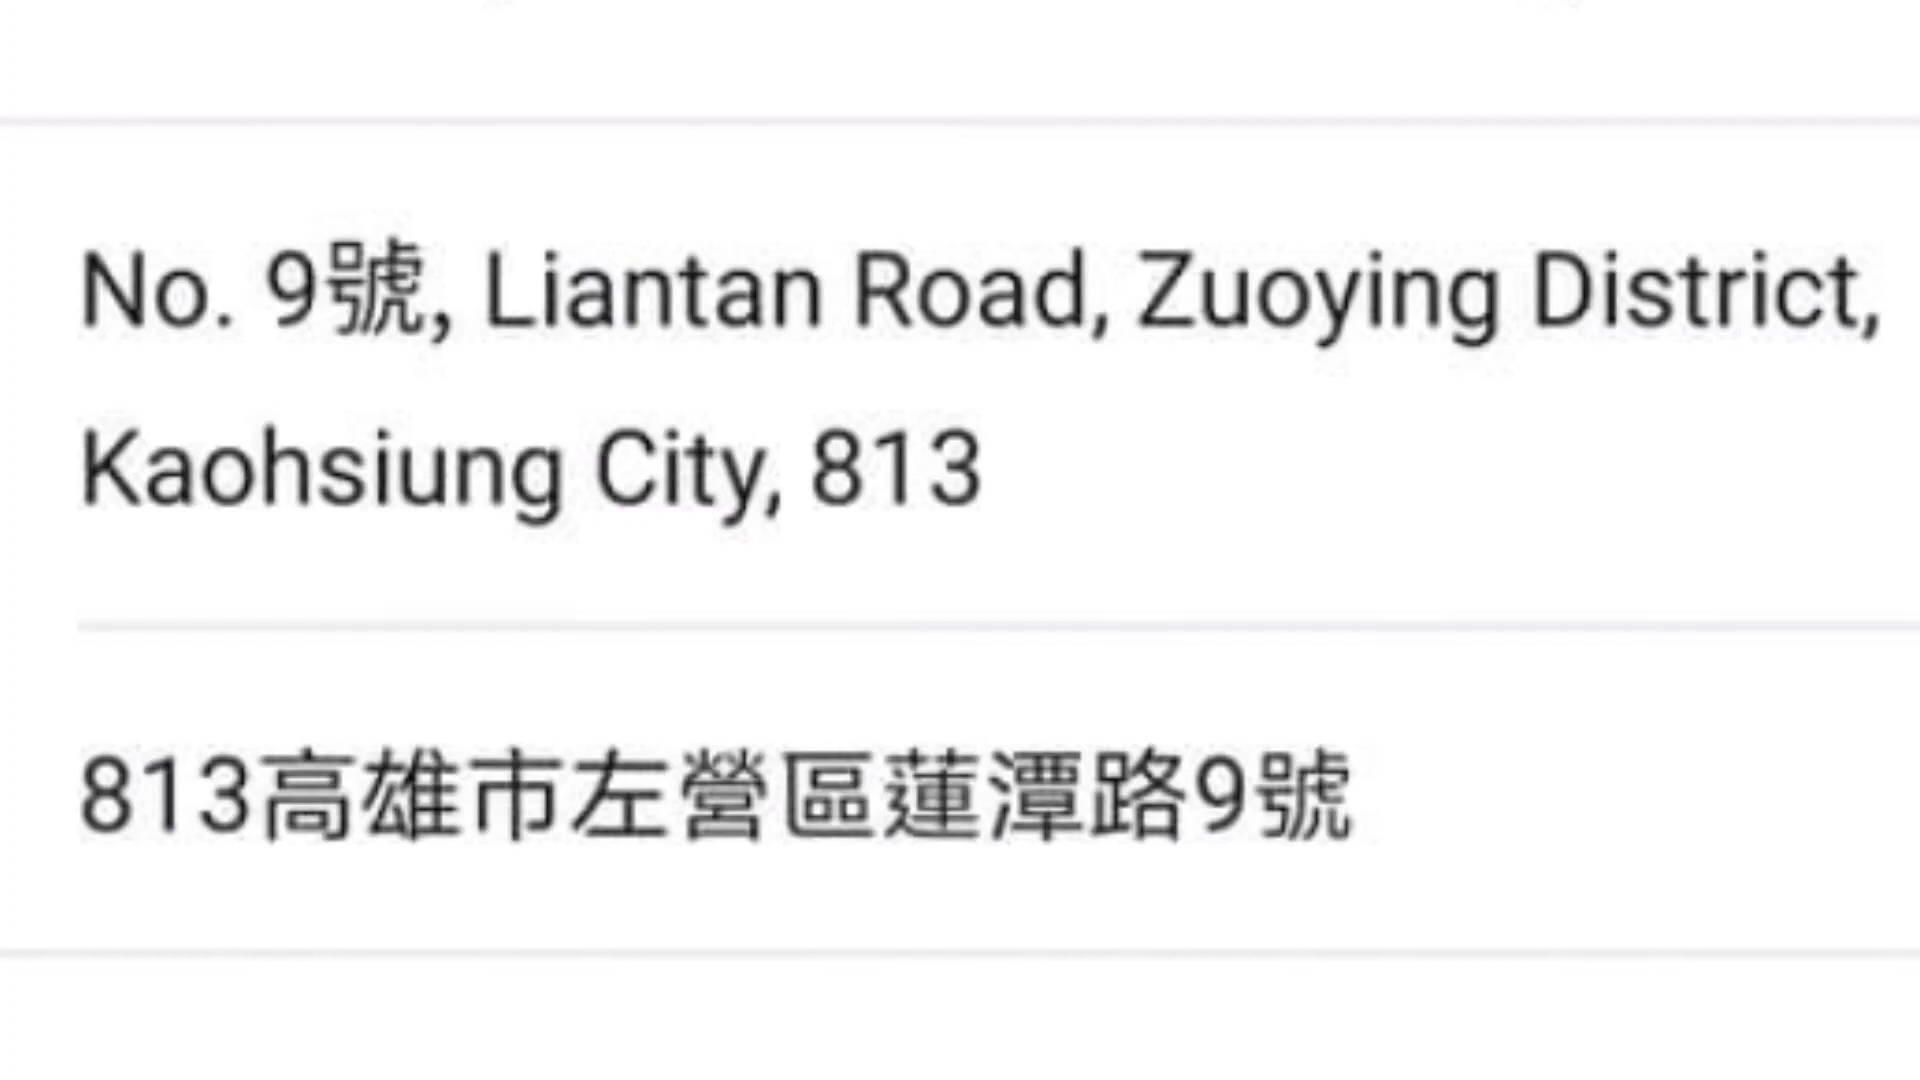 No. 9號, Liantan Road, Zuoying District,
Kaohsiung City, 813
813高雄市左營區蓮潭路9號